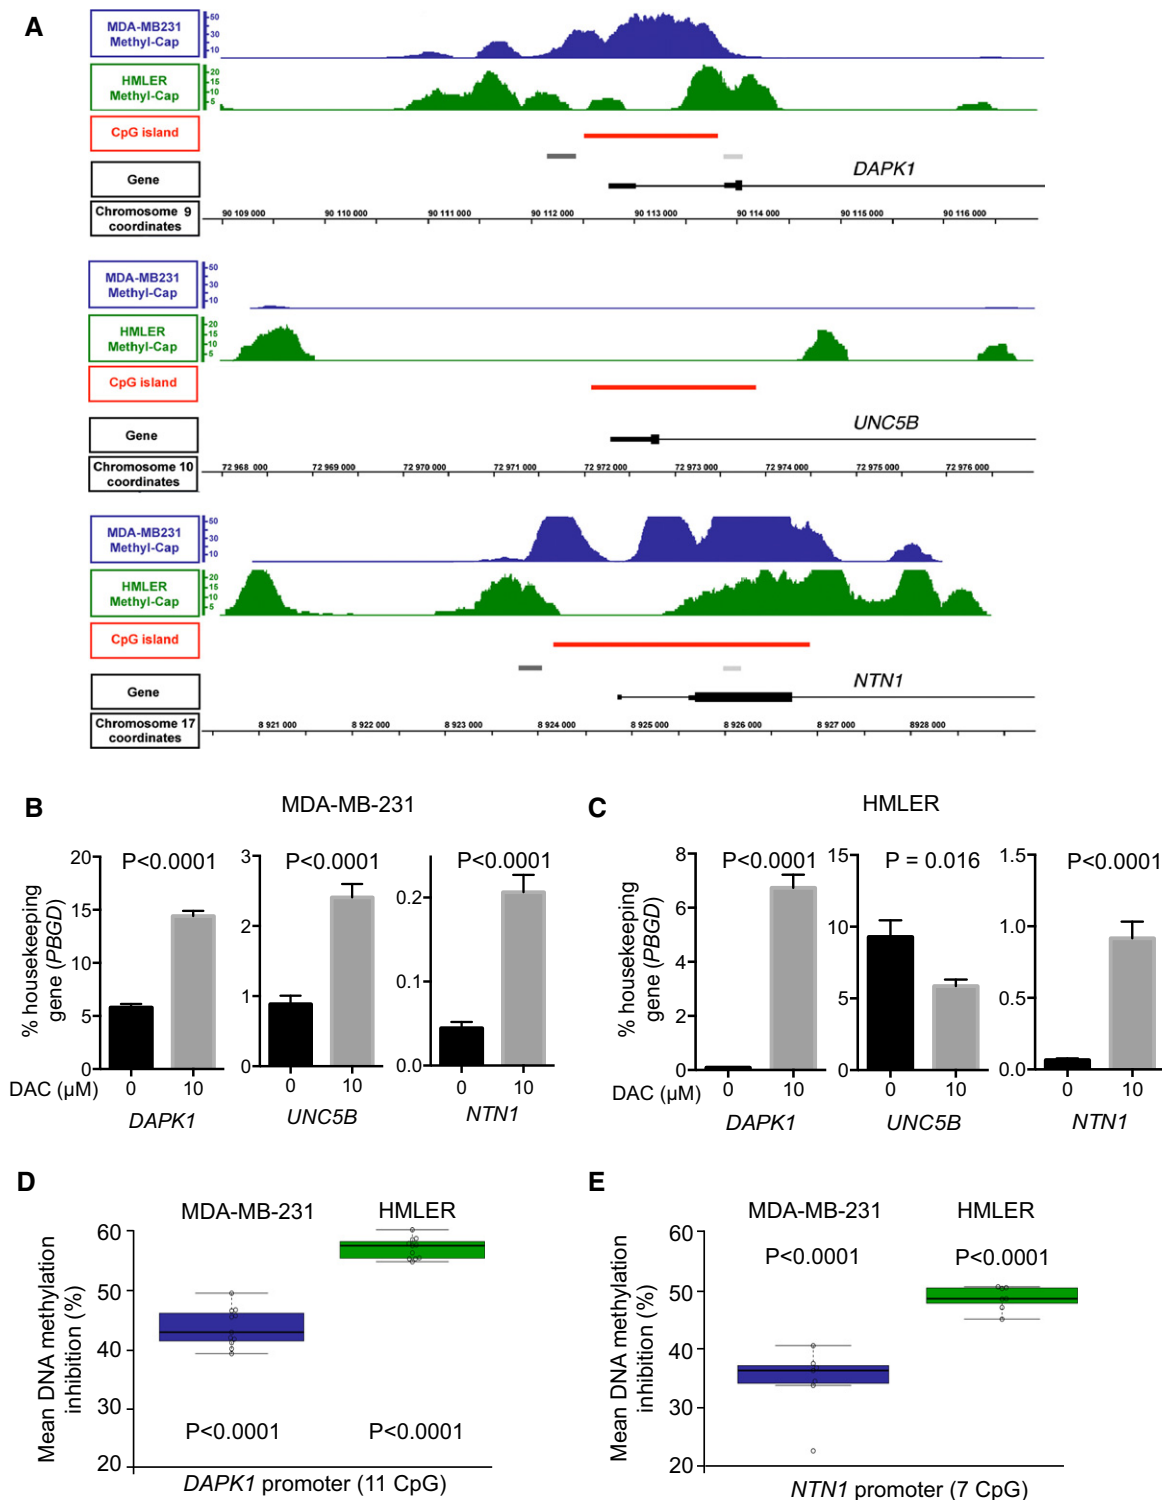 A
MDA-MB231
Methyl-Cap
50
30
10
HMLER
Methyl-Cap
20
15
10
5
CpG island
Gene
DAPK1
Chromosome 9
coordinates
90 109 000 90 110 000 90 111 000 90 112 000 90 113 000 90 114 000 90 115 000 90 116 000
MDA-MB231
Methyl-Cap
50
30
10
HMLER
Methyl-Cap
20
15
10
5
CpG island
Gene
UNC5B
Chromosome 10
coordinates
72 968 000 72 969 000 72 970 000 72 971 000 72 972 000 72 973 000 72 974 000 72 975 000 72 976 000
MDA-MB231
Methyl-Cap
50
30
10
HMLER
Methyl-Cap
20
15
10
5
CpG island
Gene
NTN1
Chromosome 17
coordinates
8 921 000 8 922 000 8 923 000 8 924 000 8 925 000 8 926 000 8 927 000 8928 000
B
MDA-MB-231
% housekeeping
gene (PBGD)
20
15
10
5
0
P<0.0001
3
2
1
0
P<0.0001
0.2
0.1
0.0
P<0.0001
DAC (µM) 0 10 0 10 0 10
DAPK1 UNC5B NTN1
C
HMLER
% housekeeping
gene (PBGD)
8
6
4
2
0
P<0.0001
15
10
5
0
P = 0.016
1.5
1.0
0.5
0.0
P<0.0001
DAC (µM) 0 10 0 10 0 10
DAPK1 UNC5B NTN1
D
MDA-MB-231 HMLER
Mean DNA methylation
inhibition (%)
60
50
40
30
20
P<0.0001 P<0.0001
DAPK1 promoter (11 CpG)
E
MDA-MB-231 HMLER
P<0.0001 P<0.0001
Mean DNA methylation
inhibition (%)
60
50
40
30
20
NTN1 promoter (7 CpG)